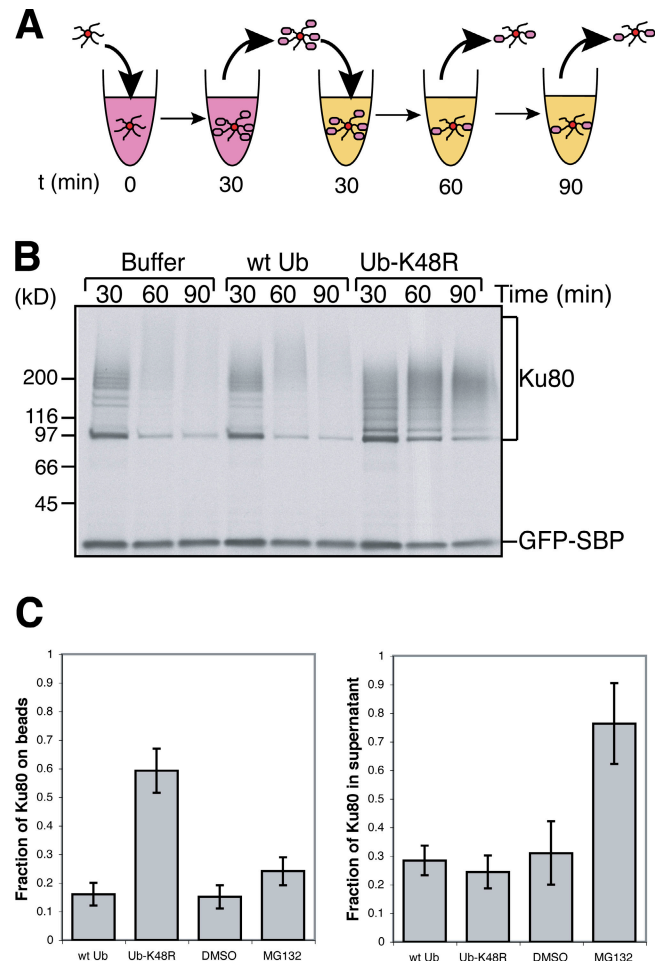 A
t (min) 0 30 30 60 90
B
Buffer wt Ub Ub-K48R
(kD) 30 60 90 30 60 90 30 60 90 Time (min)
200
116
97
66
45
Ku80
GFP-SBP
C
Fraction of Ku80 on beads
1
0.9
0.8
0.7
0.6
0.5
0.4
0.3
0.2
0.1
0
wt Ub Ub-K48R DMSO MG132
Fraction of Ku80 in supernatant
1
0.9
0.8
0.7
0.6
0.5
0.4
0.3
0.2
0.1
0
wt Ub Ub-K48R DMSO MG132